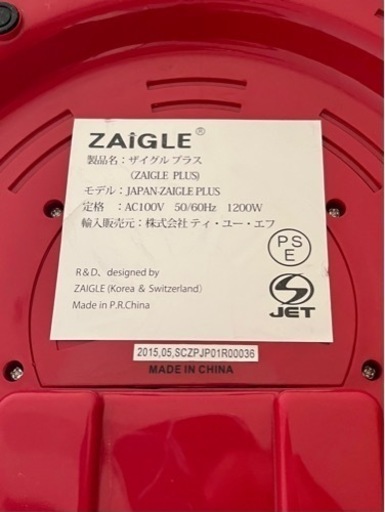 ZAIGLE®
製品名：ザイグル プラス
(ZAIGLE PLUS)
モデル：JAPAN-ZAIGLE PLUS
定格 ：AC100V 50/60Hz 1200W
輸入販売元：株式会社 ティ・ユー・エフ
PS
E
R&D、designed by
ZAIGLE (Korea & Switzerland)
Made in P.R.China
JET
2015,05,SCZPJP01R00036
MADE IN CHINA